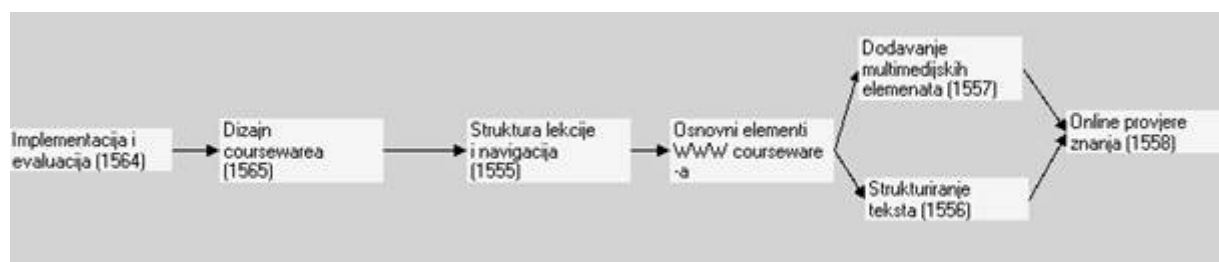 Implementacija i
evaluacija (1564)
Dizajn
coursewarea
(1565)
Struktura lekcije
i navigacija
(1555)
Osnovni elementi
WWW courseware
-a
Dodavanje
multimedijskih
elemenata (1557)
Strukturiranje
teksta (1556)
Online provjere
znanja (1558)